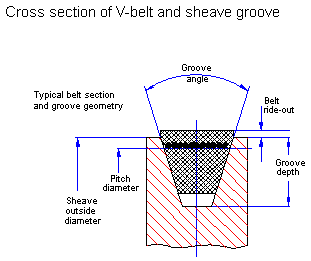 Cross section of V-belt and sheave groove
Groove
angle
Typical belt section
and groove geometry
Belt
ride-out
Groove
depth
Pitch
diameter
Sheave
outside
diameter